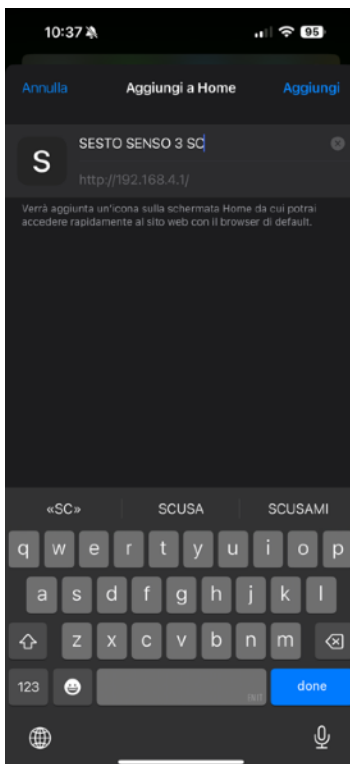 10:37
95
Annulla Aggiungi a Home Aggiungi
S
SESTO SENSO 3 SC
http://192.168.4.1/
Verrà aggiunta un'icona sulla schermata Home da cui potrai
accedere rapidamente al sito web con il browser di default.
«SC» SCUSA SCUSAMI
q w e r t y u i o p
a s d f g h j k l
z x c v b n m
123 done